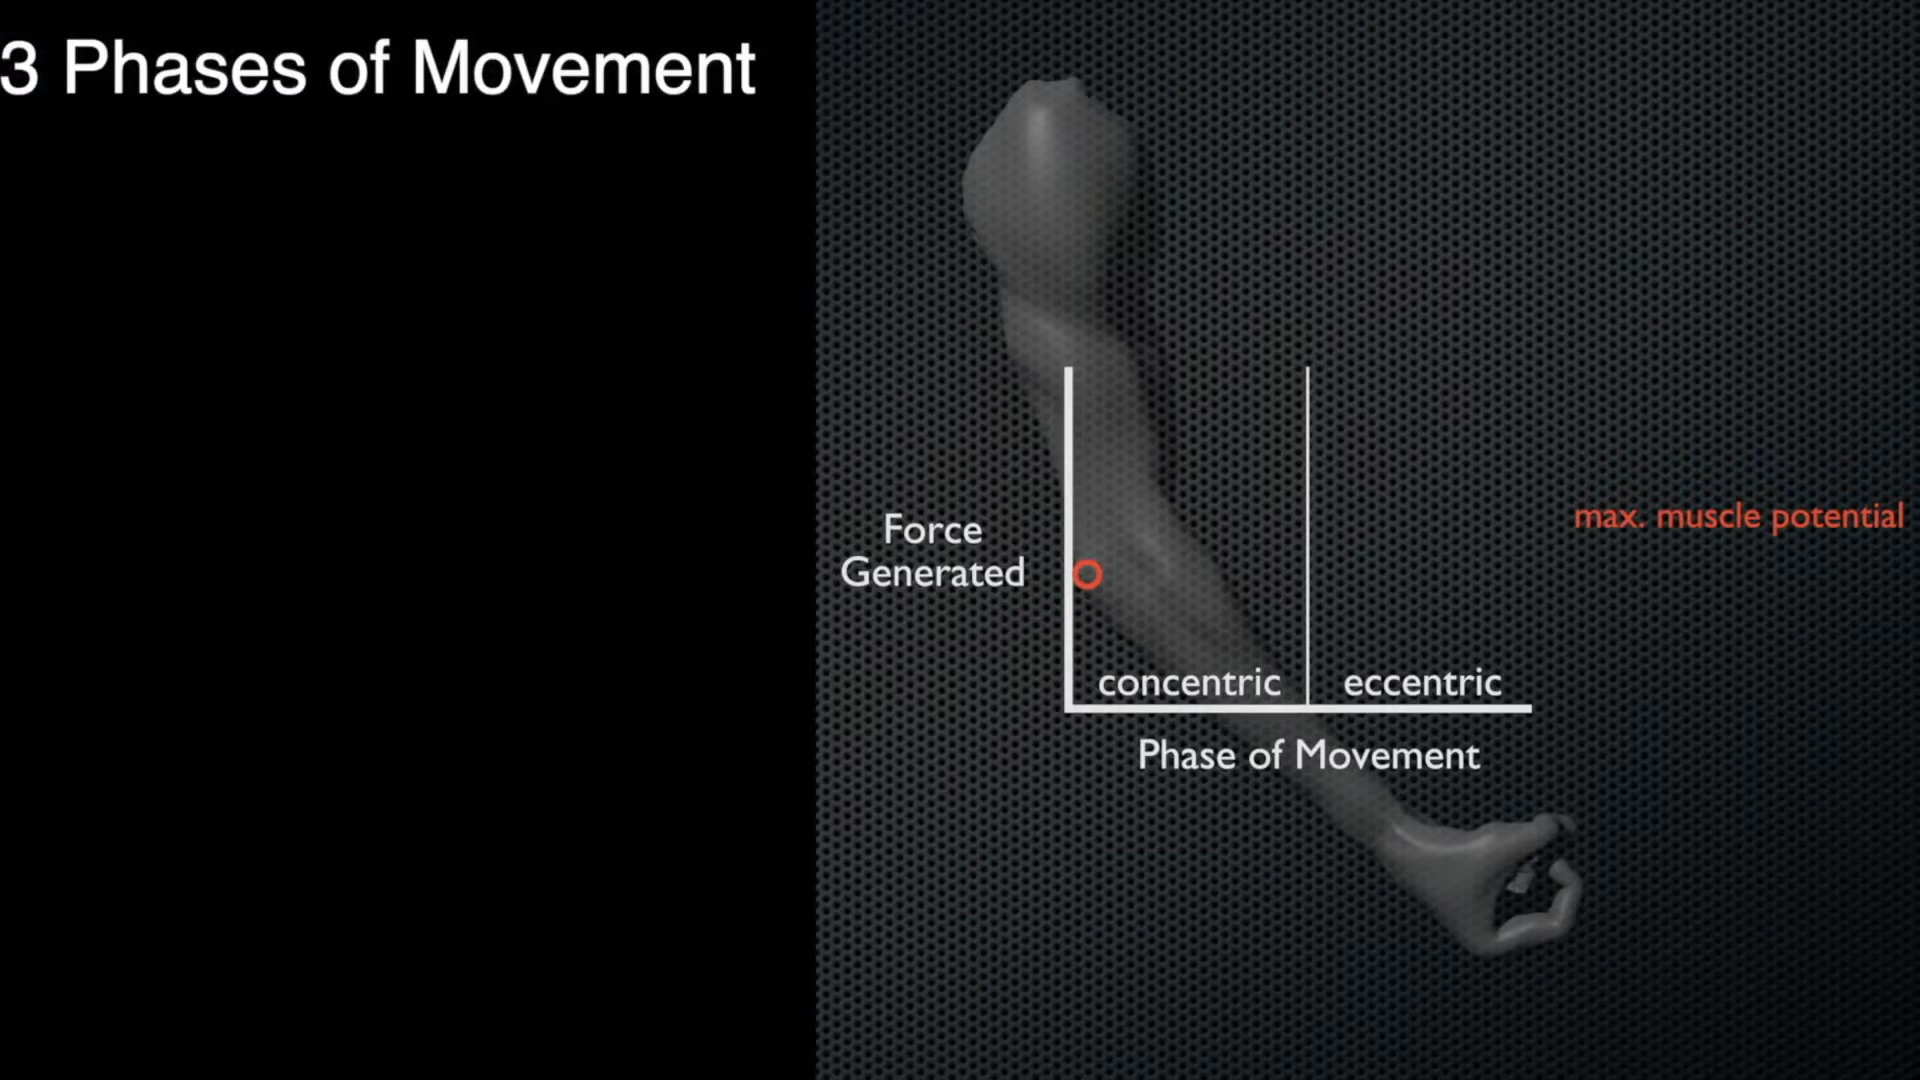 3 Phases of Movement
Force
Generated
max. muscle potential
concentric
eccentric
Phase of Movement